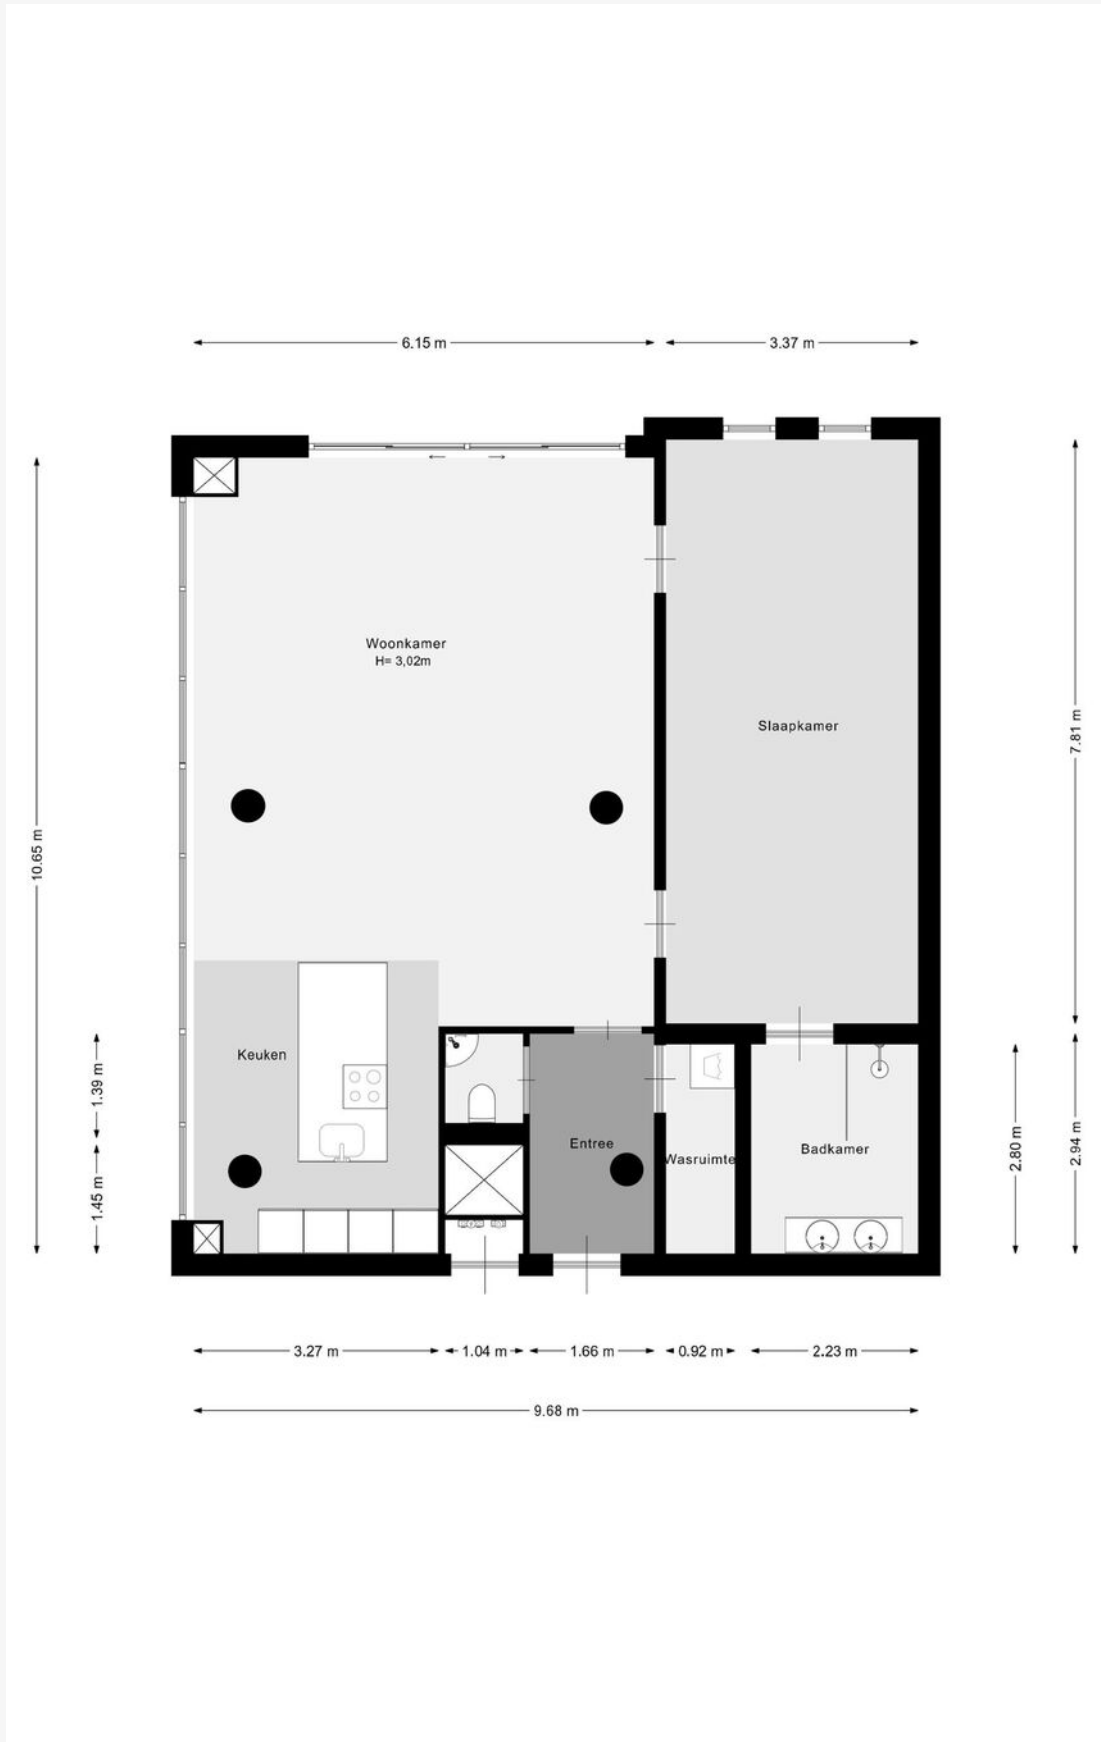 6.15 m
3.37 m
Woonkamer
H= 3,02m
7.81 m
Slaapkamer
10.65 m
Keuken
1.39 m
Entree
Badkamer
Wasruimte
2.80 m
2.94 m
1.45 m
3.27 m
1.04 m
1.66 m
0.92 m
2.23 m
9.68 m